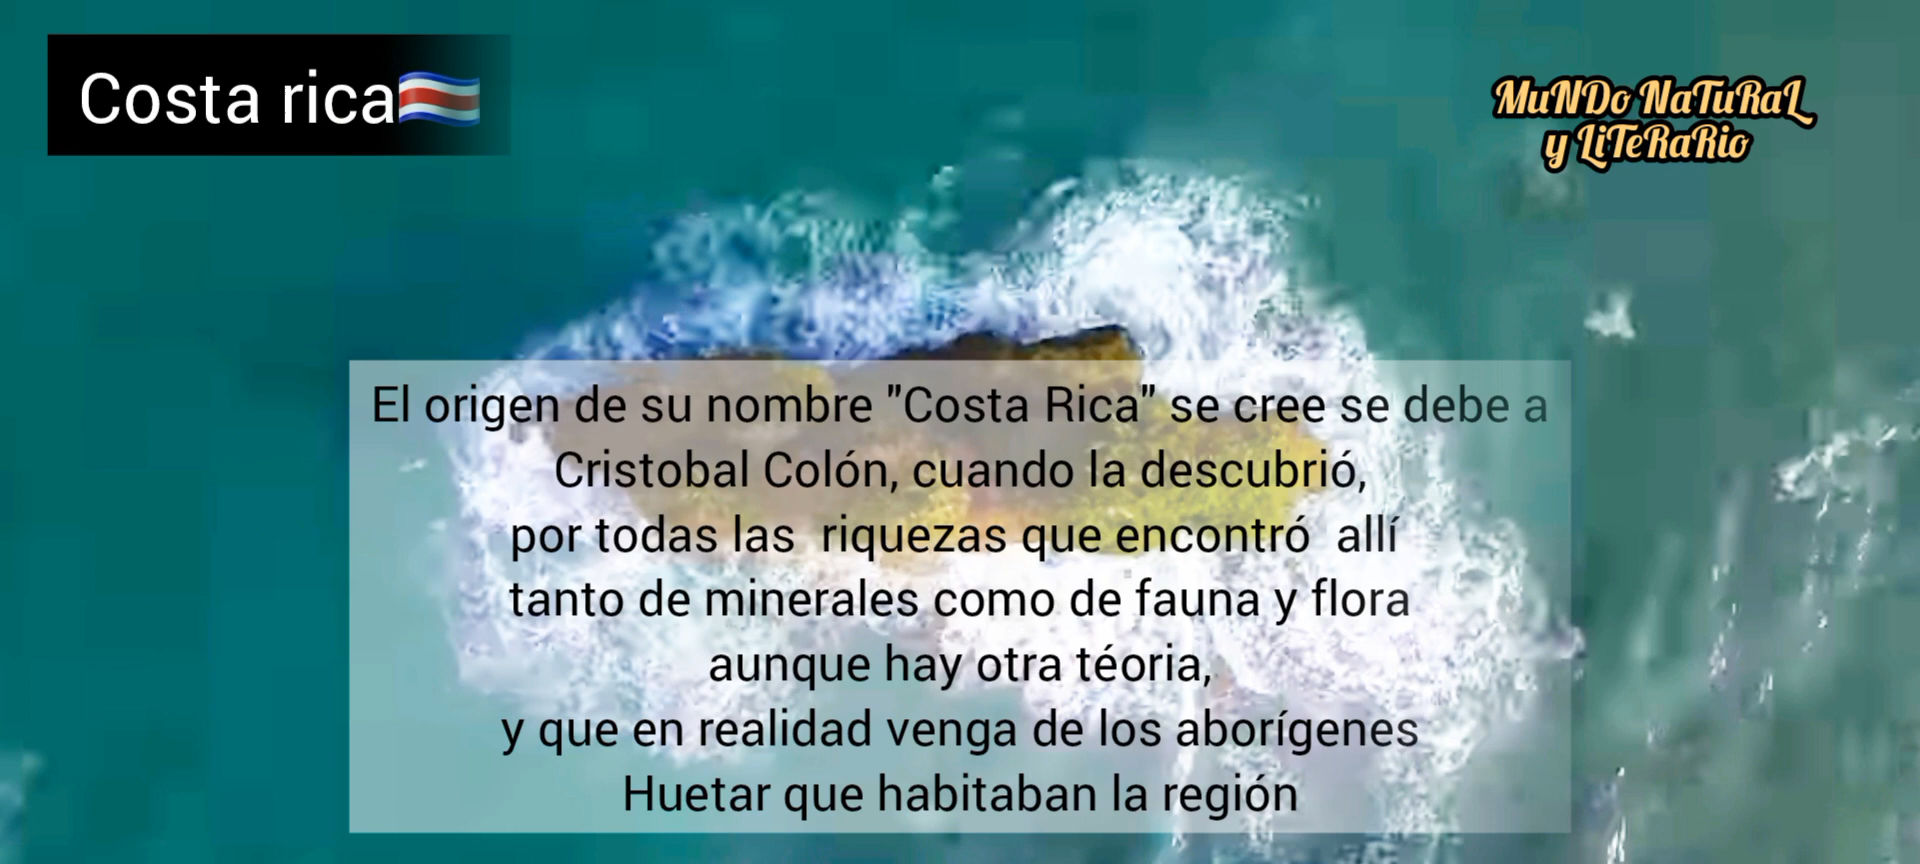 Costa rica🇨🇷
MuNDo NaTuRaL
y LiTeRaRio
El origen de su nombre "Costa Rica" se cree se debe a
Cristobal Colón, cuando la descubrió,
por todas las  riquezas que encontró  allí
tanto de minerales como de fauna y flora
aunque hay otra téoria,
y que en realidad venga de los aborígenes
Huetar que habitaban la región